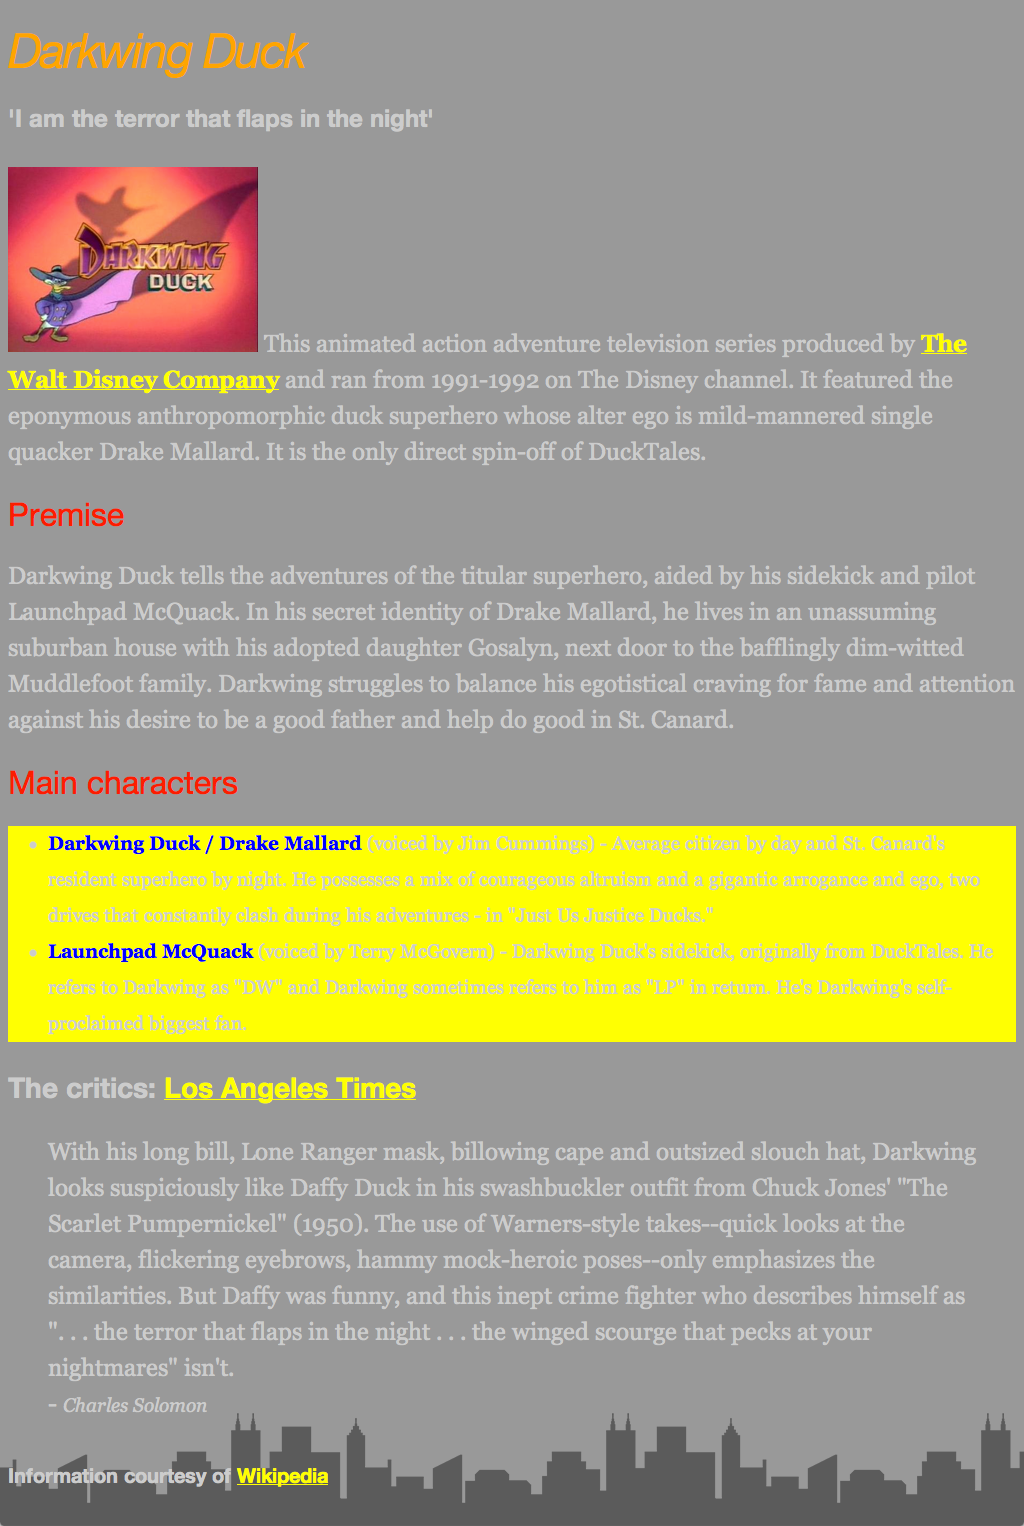 Darkwing Duck
'I am the terror that flaps in the night'
DARKWING
DUCK
This animated action adventure television series produced by The
Walt Disney Company and ran from 1991-1992 on The Disney channel. It featured the
eponymous anthropomorphic duck superhero whose alter ego is mild-mannered single
quacker Drake Mallard. It is the only direct spin-off of DuckTales.
Premise
Darkwing Duck tells the adventures of the titular superhero, aided by his sidekick and pilot
Launchpad McQuack. In his secret identity of Drake Mallard, he lives in an unassuming
suburban house with his adopted daughter Gosalyn, next door to the bafflingly dim-witted
Muddlefoot family. Darkwing struggles to balance his egotistical craving for fame and attention
against his desire to be a good father and help do good in St. Canard.
Main characters
• Darkwing Duck / Drake Mallard (voiced by Jim Cummings) - Average citizen by day and St. Canard's
resident superhero by night. He possesses a mix of courageous altruism and a gigantic arrogance and ego, two
drives that constantly clash during his adventures - in "Just Us Justice Ducks."
• Launchpad McQuack (voiced by Terry McGovern) - Darkwing Duck's sidekick, originally from DuckTales. He
refers to Darkwing as "DW" and Darkwing sometimes refers to him as "LP" in return. He's Darkwing's self-
proclaimed biggest fan.
The critics: Los Angeles Times
With his long bill, Lone Ranger mask, billowing cape and outsized slouch hat, Darkwing
looks suspiciously like Daffy Duck in his swashbuckler outfit from Chuck Jones' "The
Scarlet Pumpernickel" (1950). The use of Warners-style takes--quick looks at the
camera, flickering eyebrows, hammy mock-heroic poses--only emphasizes the
similarities. But Daffy was funny, and this inept crime fighter who describes himself as
". . . the terror that flaps in the night . . . the winged scourge that pecks at your
nightmares" isn't.
- Charles Solomon
Information courtesy of Wikipedia